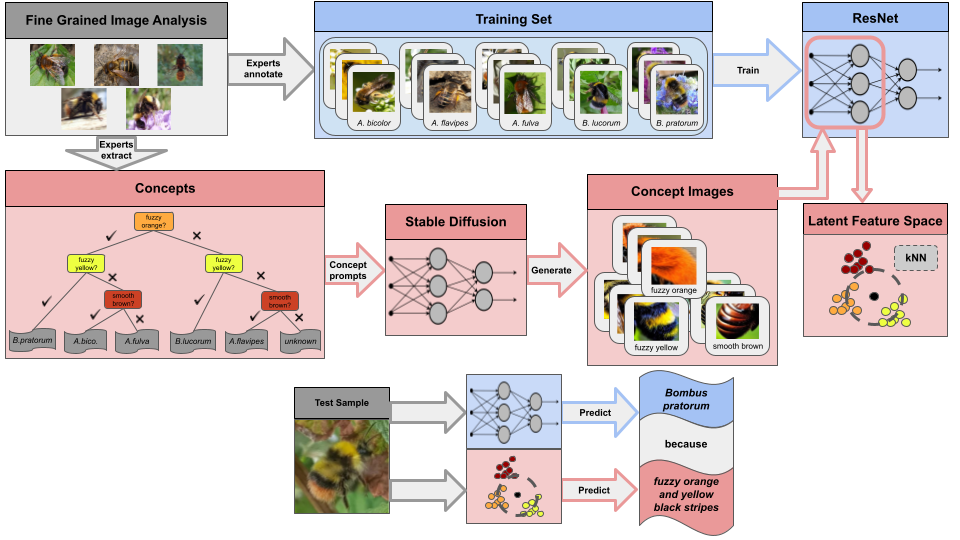 Fine Grained Image Analysis
Experts
annotate
Training Set
A. bicolor
A. flavipes
A. fulva
B. lucorum
B. pratorum
Train
ResNet
Experts
extract
Concepts
fuzzy
orange?
fuzzy
yellow?
fuzzy
yellow?
smooth
brown?
smooth
brown?
B.pratorum
A.bico.
A.fulva
B.lucorum
A.flavipes
unknown
Concept
prompts
Stable Diffusion
Generate
Concept Images
fuzzy orange
fuzzy yellow
smooth brown
Latent Feature Space
kNN
Test Sample
Predict
Bombus
pratorum
because
Predict
fuzzy orange
and yellow
black stripes